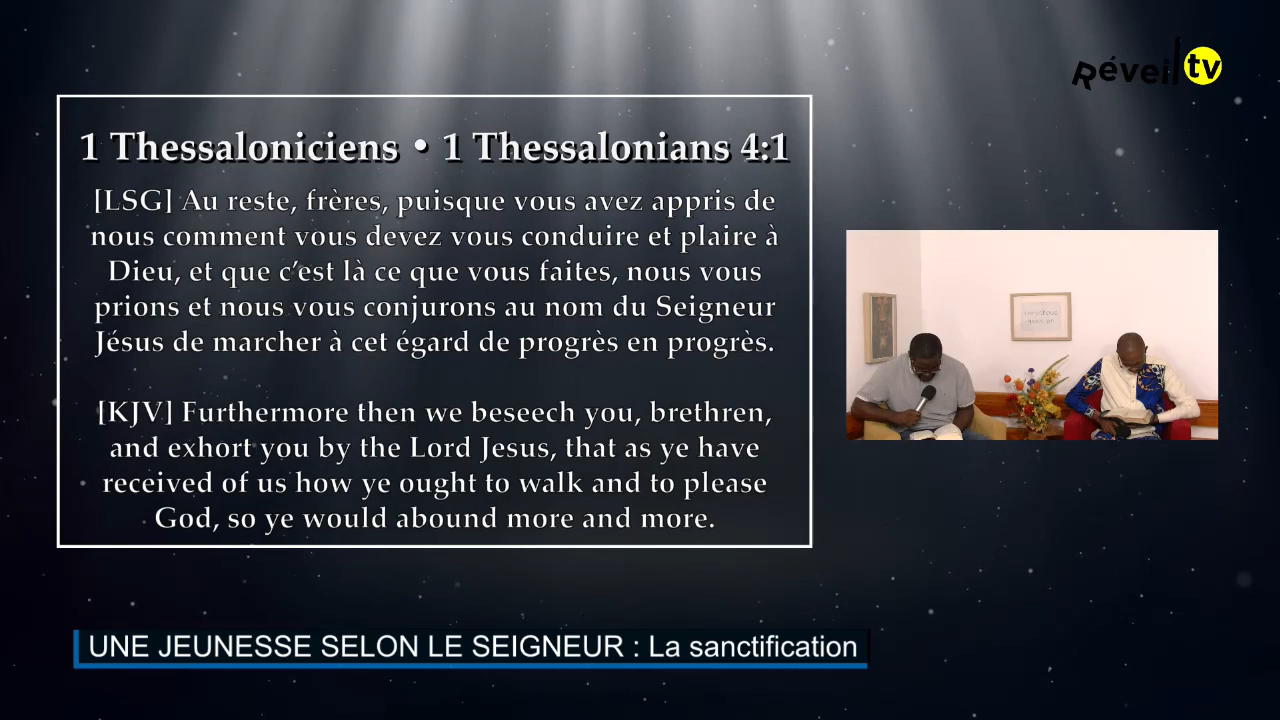 Réveil tv
1 Thessaloniciens • 1 Thessalonians 4:1
[LSG] Au reste, frères, puisque vous avez appris de
nous comment vous devez vous conduire et plaire à
Dieu, et que c’est là ce que vous faites, nous vous
prions et nous vous conjurons au nom du Seigneur
Jésus de marcher à cet égard de progrès en progrès.
[KJV] Furthermore then we beseech you, brethren,
and exhort you by the Lord Jesus, that as ye have
received of us how ye ought to walk and to please
God, so ye would abound more and more.
UNE JEUNESSE SELON LE SEIGNEUR : La sanctification